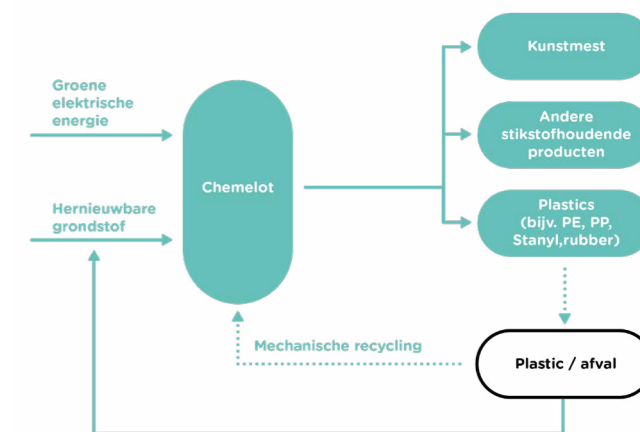 Groene
elektrische
energie
Hernieuwbare
grondstof
Chemelot
Kunstmest
Andere
stikstofhoudende
producten
Plastics
(bijv. PE, PP,
Stanyl,rubber)
Mechanische recycling
Plastic / afval